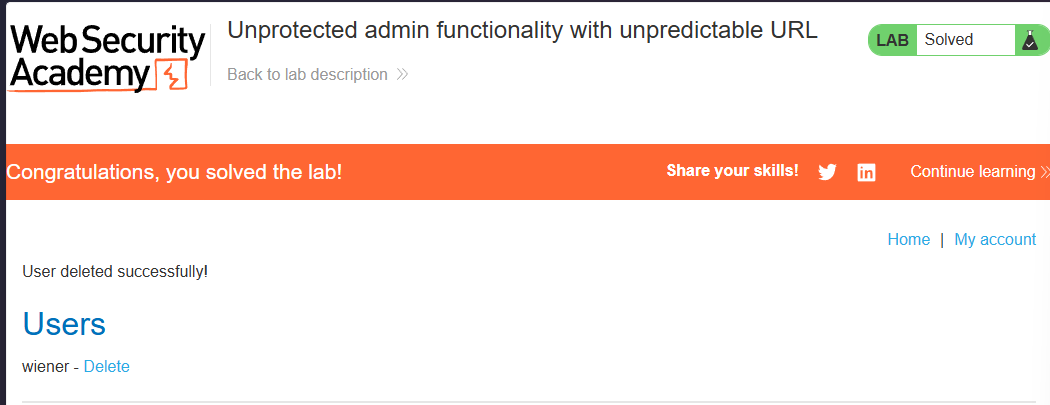 Web Security
Academy
Unprotected admin functionality with unpredictable URL
Back to lab description
LAB Solved
Congratulations, you solved the lab!
Share your skills!
Continue learning
Home | My account
User deleted successfully!
Users
wiener - Delete